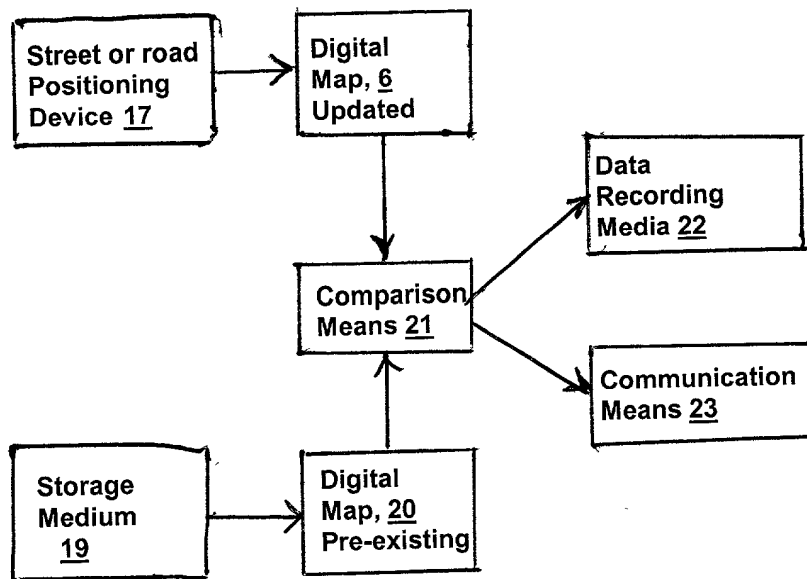 Street or road
Positioning
Device 17
Digital
Map, 6
Updated
Data
Recording
Media 22
Comparison
Means 21
Communication
Means 23
Storage
Medium
19
Digital
Map, 20
Pre-existing